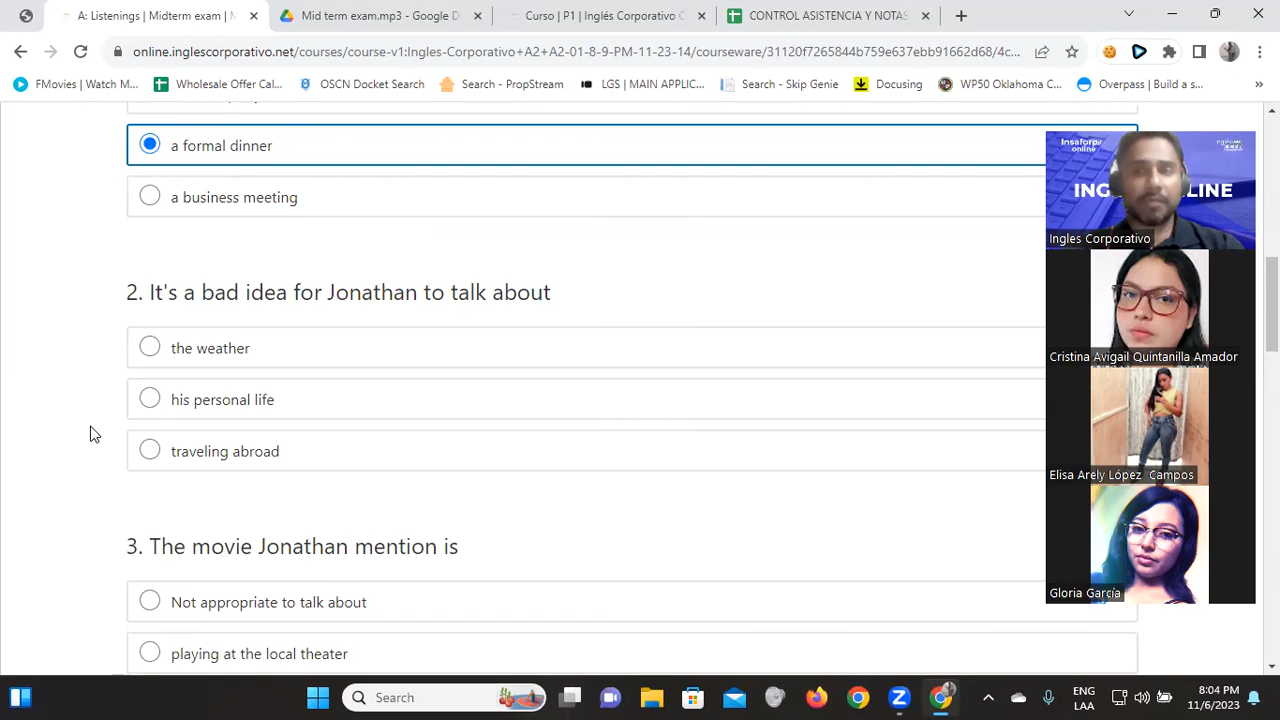 A: Listenings | Midterm exam | M
Mid term exam.mp3 - Google D
Curso | P1 | Inglés Corporativo C
CONTROL ASISTENCIA Y NOTAS
online.inglescorporativo.net/courses/course-v1:Ingles-Corporativo+A2+A2-01-8-9-PM-11-23-14/courseware/31120f7265844b759e637ebb91662d68/4c...
FMovies | Watch M...
Wholesale Offer Cal...
OSCN Docket Search
Search - PropStream
LGS | MAIN APPLIC...
Search - Skip Genie
Docusing
WP50 Oklahoma C...
Overpass | Build a s...
»
a formal dinner
a business meeting
2. It's a bad idea for Jonathan to talk about
the weather
his personal life
traveling abroad
3. The movie Jonathan mention is
Not appropriate to talk about
playing at the local theater
Insaforp
online
ING LINE
Ingles Corporativo
Cristina Avigail Quintanilla Amador
Elisa Arely López Campos
Gloria García
Search
ENG
LAA
8:04 PM
11/6/2023